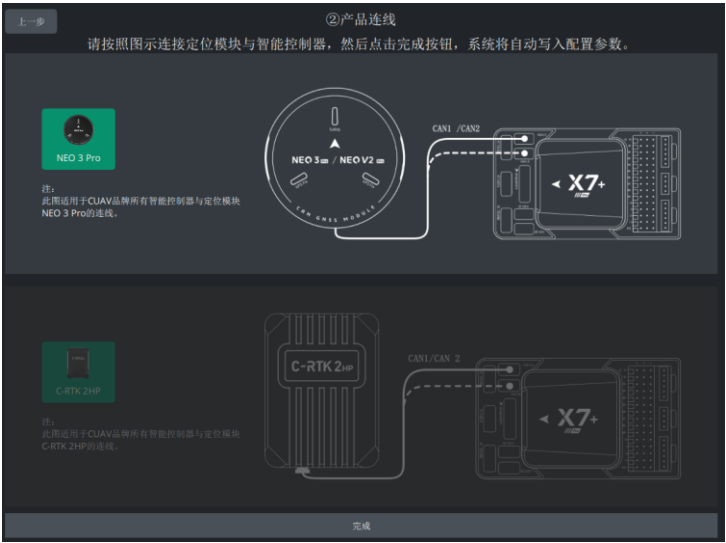 上一步
②产品连线
请按照图示连接定位模块与智能控制器，然后点击完成按钮，系统将自动写入配置参数。
NEO 3 Pro
注：
此图适用于CUAV品牌所有智能控制器与定位模块
NEO 3 Pro的连线。
Safety
NEO 3 PRO / NEO V2 PRO
CAN GNSS MODULE
CAN1 /CAN2
X7+
C-RTK 2HP
注：
此图适用于CUAV品牌所有智能控制器与定位模块
C-RTK 2HP的连线。
C-RTK 2HP
CAN1/CAN 2
X7+
完成